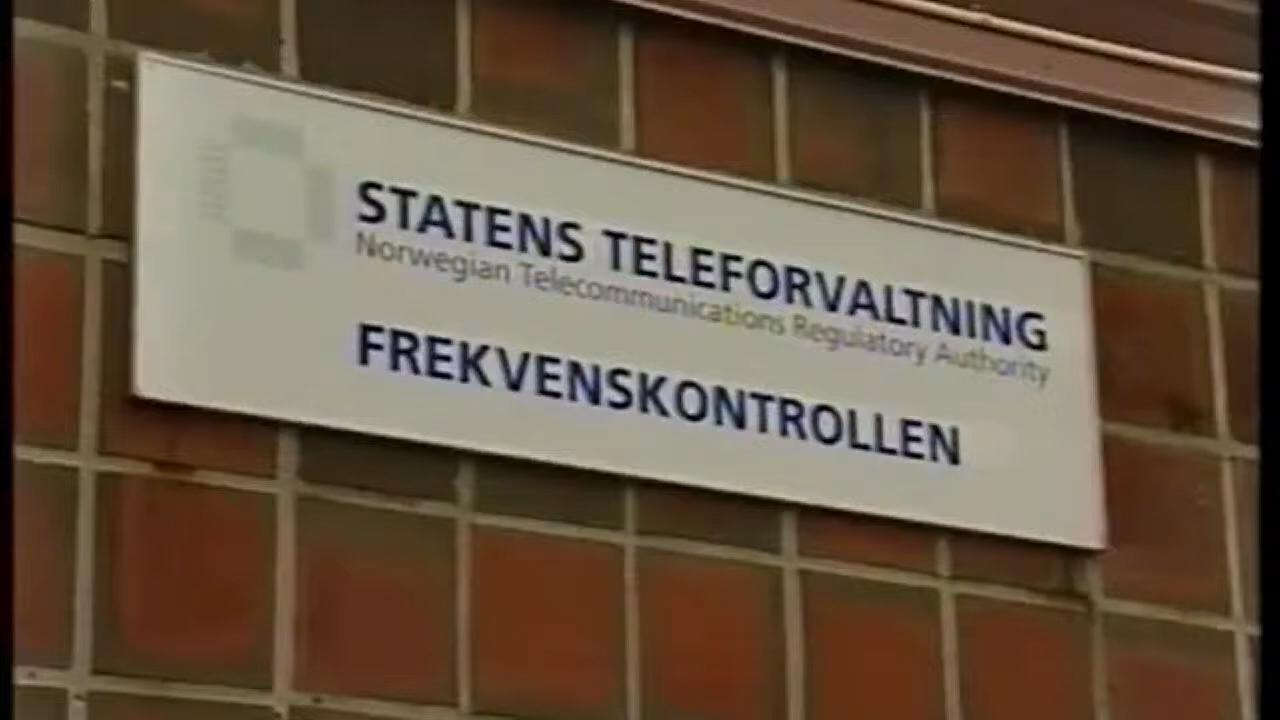 STATENS TELEFORVALTNING
Norwegian Telecommunications Regulatory Authority
FREKVENSKONTROLLEN